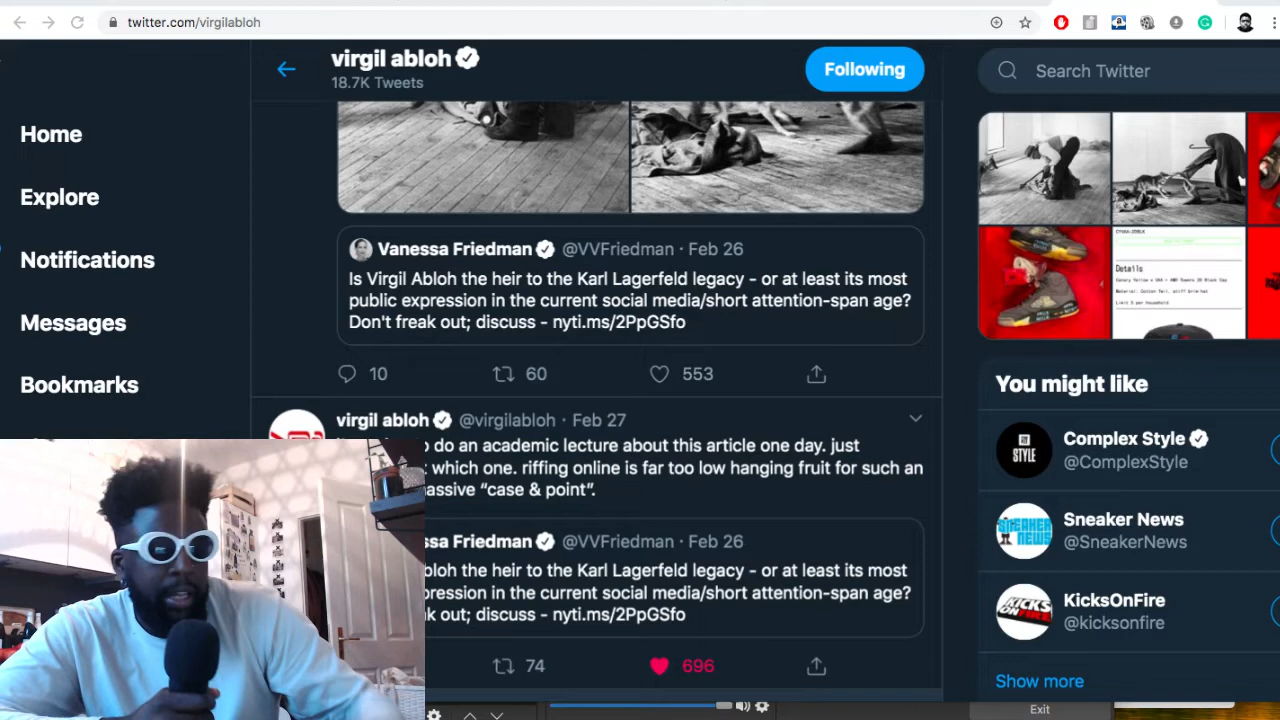 twitter.com/virgilabloh
virgil abloh
18.7K Tweets
Following
Search Twitter
Home
Explore
Notifications
Messages
Bookmarks
Vanessa Friedman @VVFriedman · Feb 26
Is Virgil Abloh the heir to the Karl Lagerfeld legacy - or at least its most
public expression in the current social media/short attention-span age?
Don't freak out; discuss - nyti.ms/2PpGSfo
10 60 553
virgil abloh @virgilabloh · Feb 27
do an academic lecture about this article one day. just
which one. riffing online is far too low hanging fruit for such an
“case & point”.
Friedman @VVFriedman · Feb 26
the heir to the Karl Lagerfeld legacy - or at least its most
in the current social media/short attention-span age?
out; discuss - nyti.ms/2PpGSfo
74 696
Details
You might like
STYLE
Complex Style
@ComplexStyle
SNEAKER
NEWS
Sneaker News
@SneakerNews
KICKS
ON FIRE
KicksOnFire
@kicksonfire
Show more
Exit